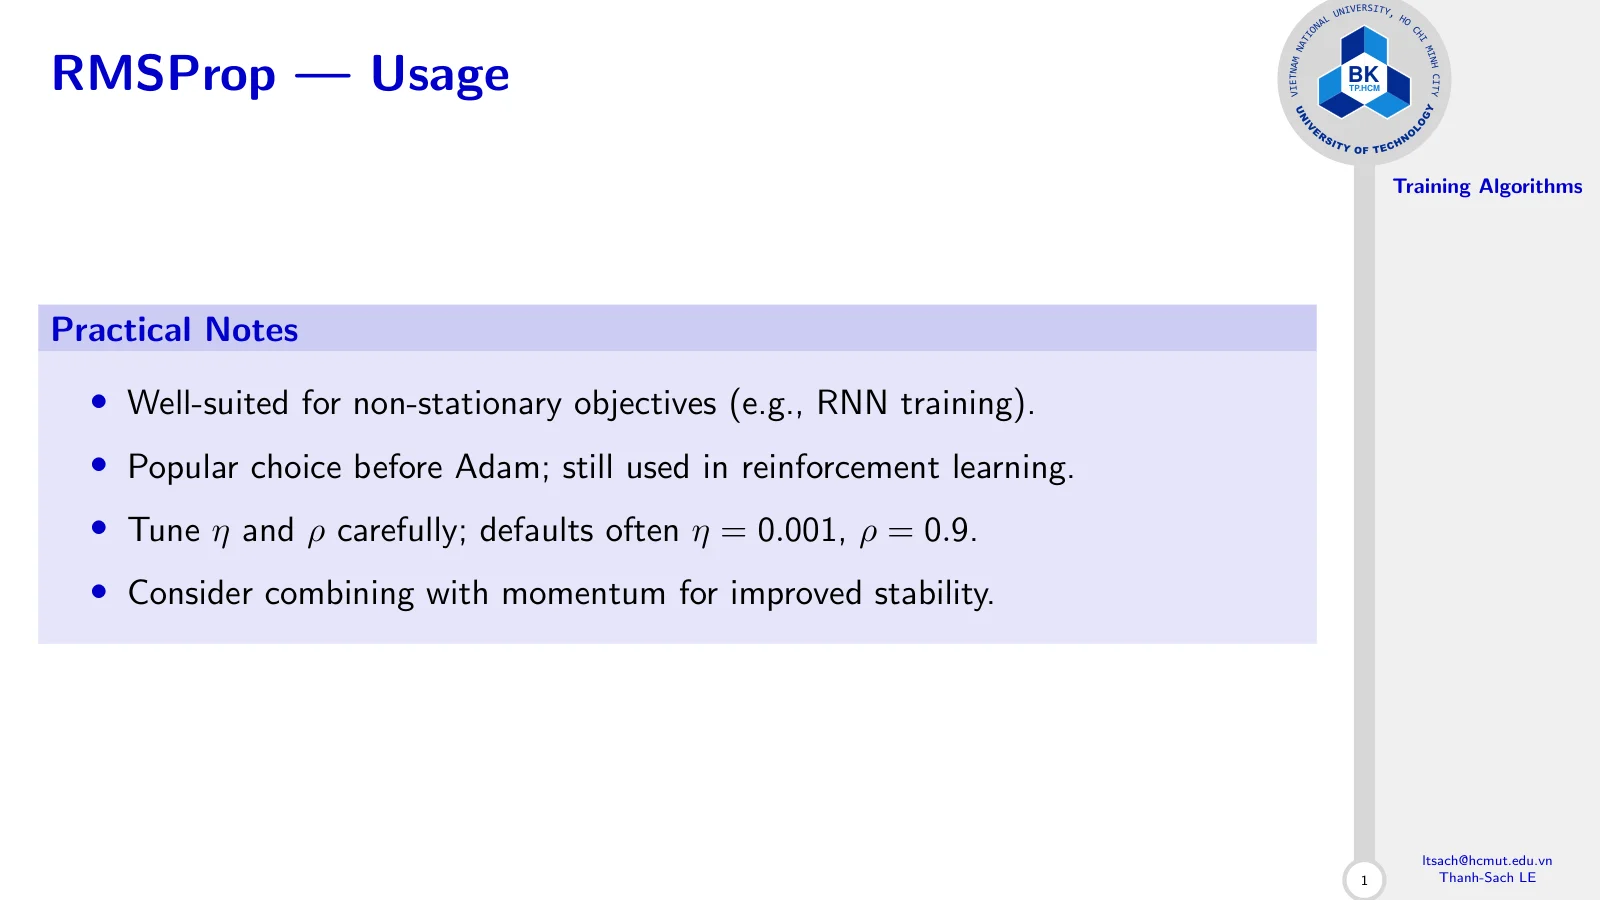 RMSProp — Usage
VIETNAM NATIONAL UNIVERSITY, HO CHI MINH CITY
BK
TP.HCM
UNIVERSITY OF TECHNOLOGY
Training Algorithms
Practical Notes
• Well-suited for non-stationary objectives (e.g., RNN training).
• Popular choice before Adam; still used in reinforcement learning.
• Tune η and ρ carefully; defaults often η = 0.001, ρ = 0.9.
• Consider combining with momentum for improved stability.
ltsach@hcmut.edu.vn
Thanh-Sach LE
1